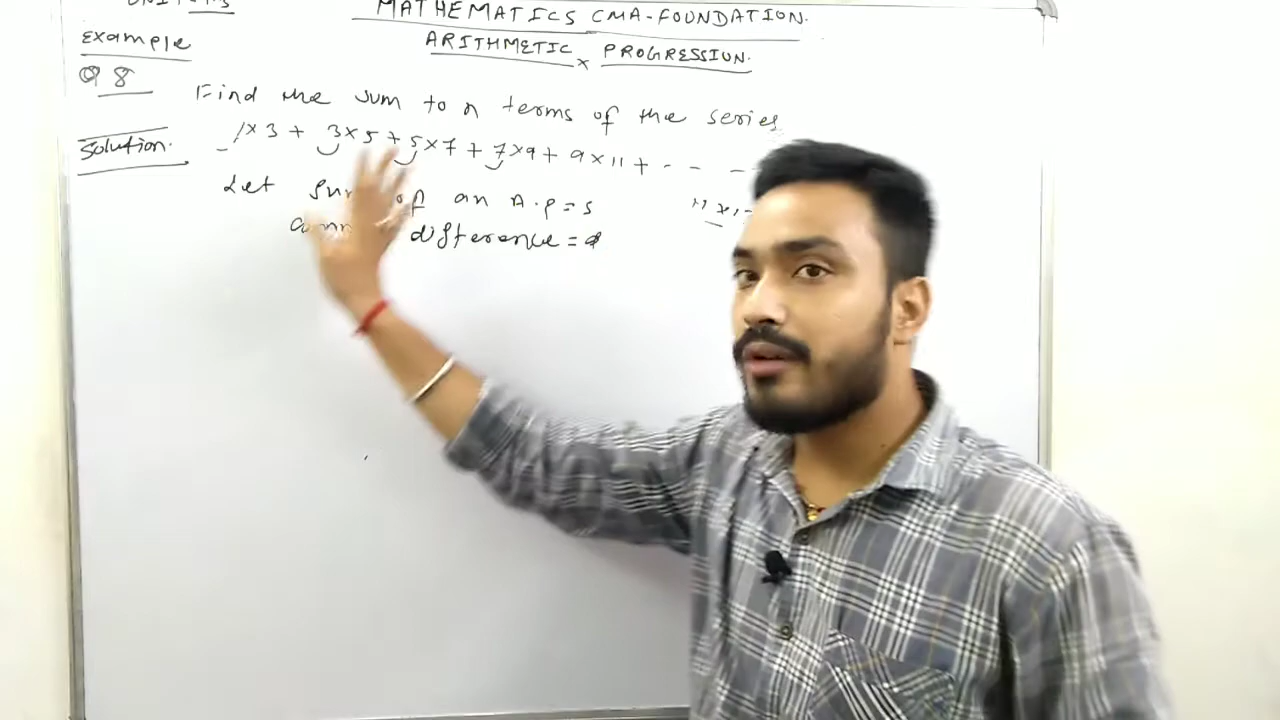 MATHEMATICS CMA-FOUNDATION.
ARITHMETIC PROGRESSION.
Example
Q 8
Find the sum to n terms of the series
1×3 + 3×5 + 5×7 + 7×9 + 9×11 + - - -
Solution.
Let sum of an A.P = S
difference = d